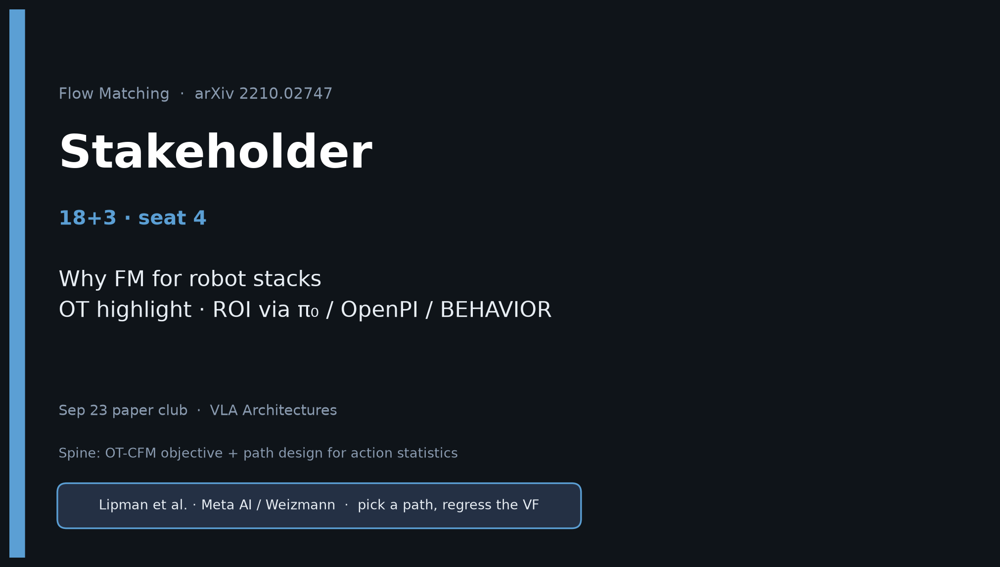 Flow Matching · arXiv 2210.02747
Stakeholder
18+3 · seat 4
Why FM for robot stacks
OT highlight · ROI via π₀ / OpenPI / BEHAVIOR
Sep 23 paper club · VLA Architectures
Spine: OT-CFM objective + path design for action statistics
Lipman et al. · Meta AI / Weizmann · pick a path, regress the VF